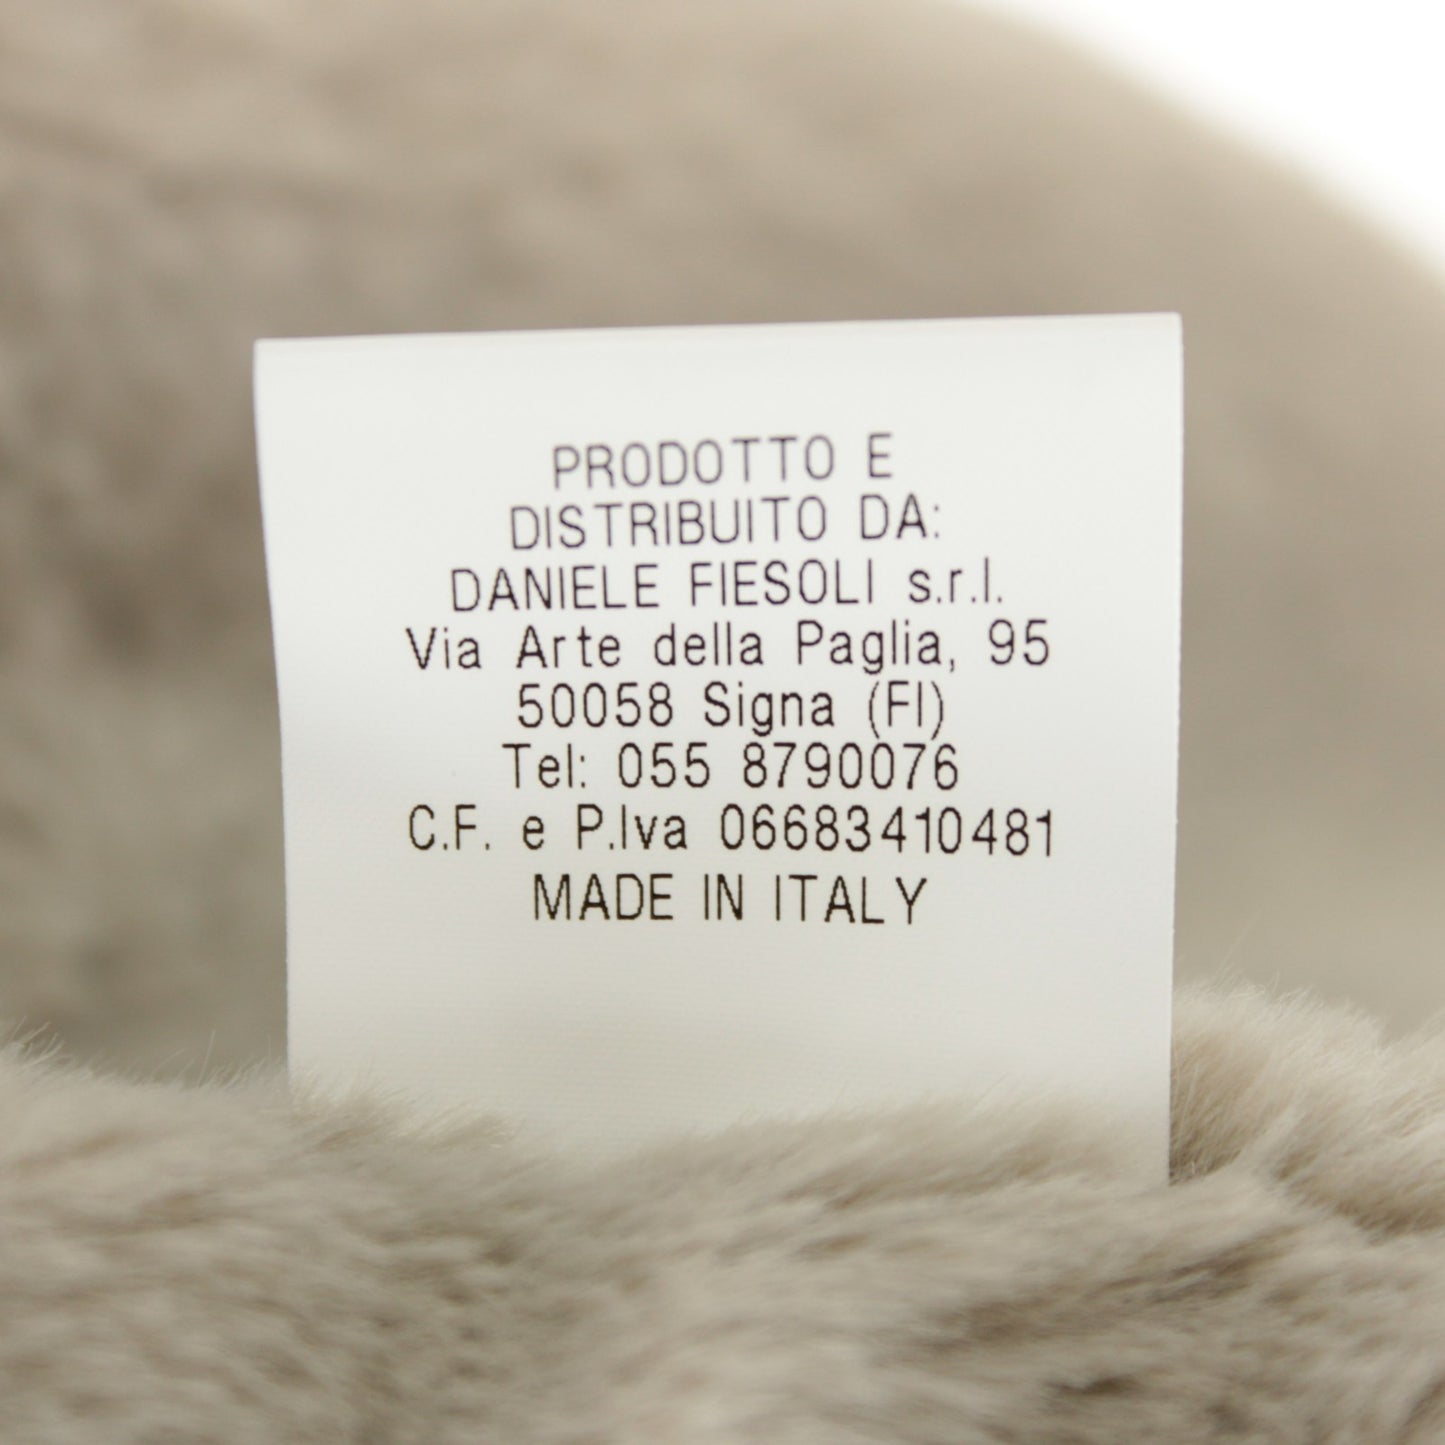 PRODOTTO E
DISTRIBUITO DA:
DANIELE FIESOLI s.r.l.
Via Arte della Paglia, 95
50058 Signa (FI)
Tel: 055 8790076
C.F. e P.Iva 06683410481
MADE IN ITALY